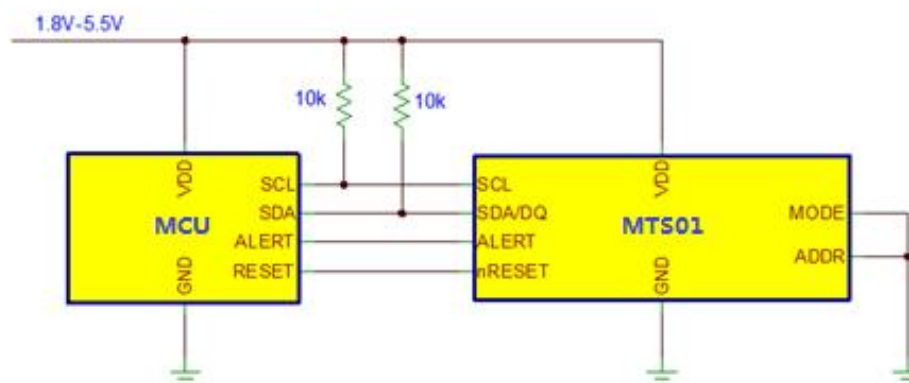 1.8V-5.5V
10k
10k
VDD
SCL
SDA
MCU
ALERT
RESET
GND
VDD
SCL
SDA/DQ
MTS01
MODE
ALERT
ADDR
nRESET
GND